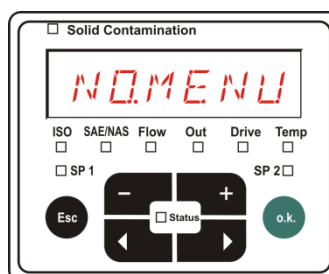 Solid Contamination
NO.MENU
ISO SAE/NAS Flow Out Drive Temp
SP 1 SP 2
- +
Esc Status o.k.